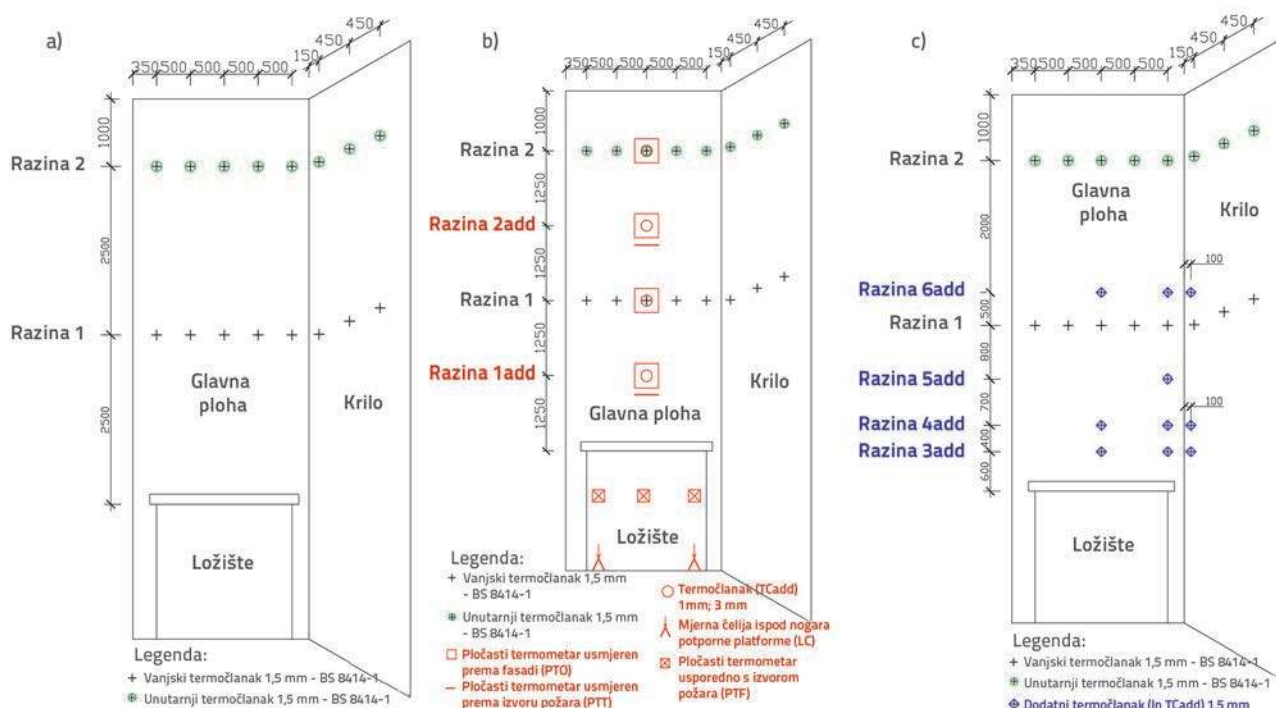 a)
450
450
150
350 500 500 500 500
1000
Razina 2
2500
Razina 1
Glavna
ploha
Krilo
2500
Ložište
Legenda:
+ Vanjski termočlanak 1,5 mm - BS 8414-1
Unutarnji termočlanak 1,5 mm - BS 8414-1
b)
450
450
150
350 500 500 500 500
1000
Razina 2
1250
Razina 2add
1250
Razina 1
1250
Razina 1add
1250
Glavna ploha
Krilo
Ložište
Legenda:
+ Vanjski termočlanak 1,5 mm
- BS 8414-1
Unutarnji termočlanak 1,5 mm
- BS 8414-1
Pločasti termometar usmjeren
prema fasadi (PTO)
Pločasti termometar usmjeren
prema izvoru požara (PTT)
Termočlanak (TCadd)
1mm; 3 mm
Mjerna ćelija ispod nogara
potporne platforme (LC)
Pločasti termometar
usporedno s izvorom
požara (PTF)
c)
450
450
150
350 500 500 500 500
1000
Razina 2
Glavna
ploha
Krilo
2000
100
Razina 6add
500
Razina 1
800
Razina 5add
700
100
Razina 4add
400
Razina 3add
600
Ložište
Legenda:
+ Vanjski termočlanak 1,5 mm - BS 8414-1
Unutarnji termočlanak 1,5 mm - BS 8414-1
Dodatni termočlanak (In TCadd) 1,5 mm